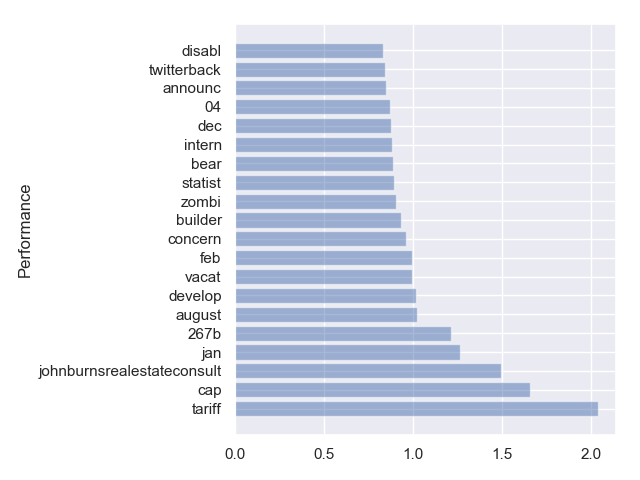 disabl
twitterback
announc
04
dec
intern
bear
statist
zombi
builder
concern
feb
vacat
develop
august
267b
jan
johnburnsrealestateconsult
cap
tariff
Performance
0.0 0.5 1.0 1.5 2.0